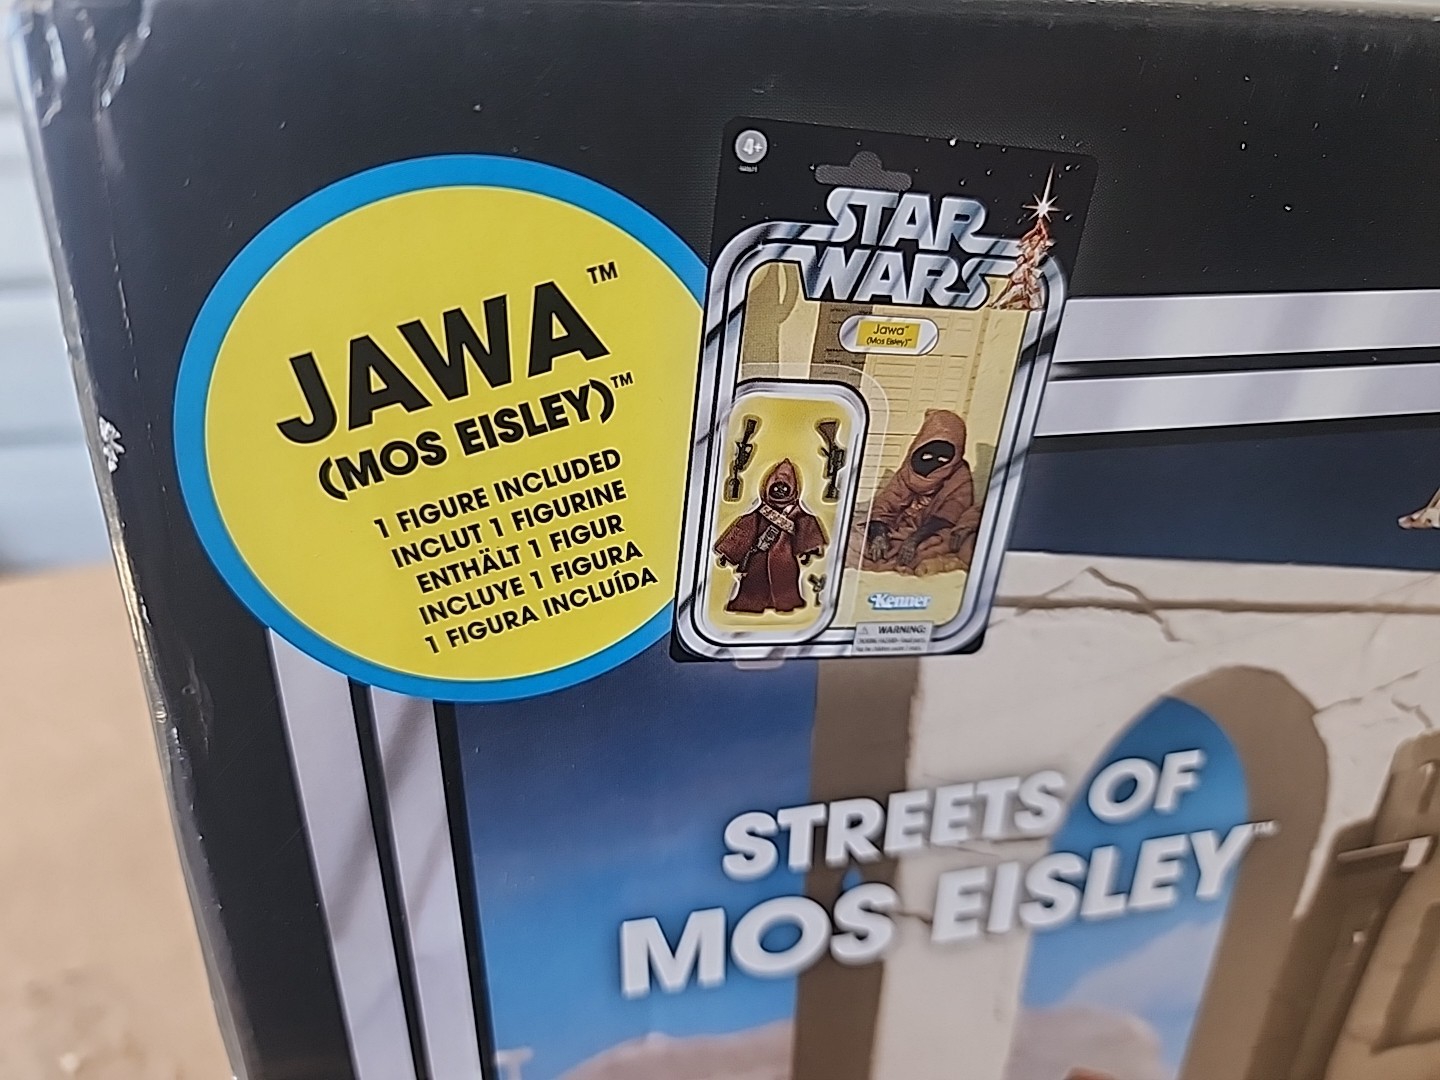 JAWA™
(MOS EISLEY)™
1 FIGURE INCLUDED
INCLUT 1 FIGURINE
ENTHÄLT 1 FIGUR
INCLUYE 1 FIGURA
1 FIGURA INCLUÍDA
4+
STAR
WARS
Jawa™
(Mos Eisley)™
Kenner
WARNING:
STREETS OF
MOS EISLEY™